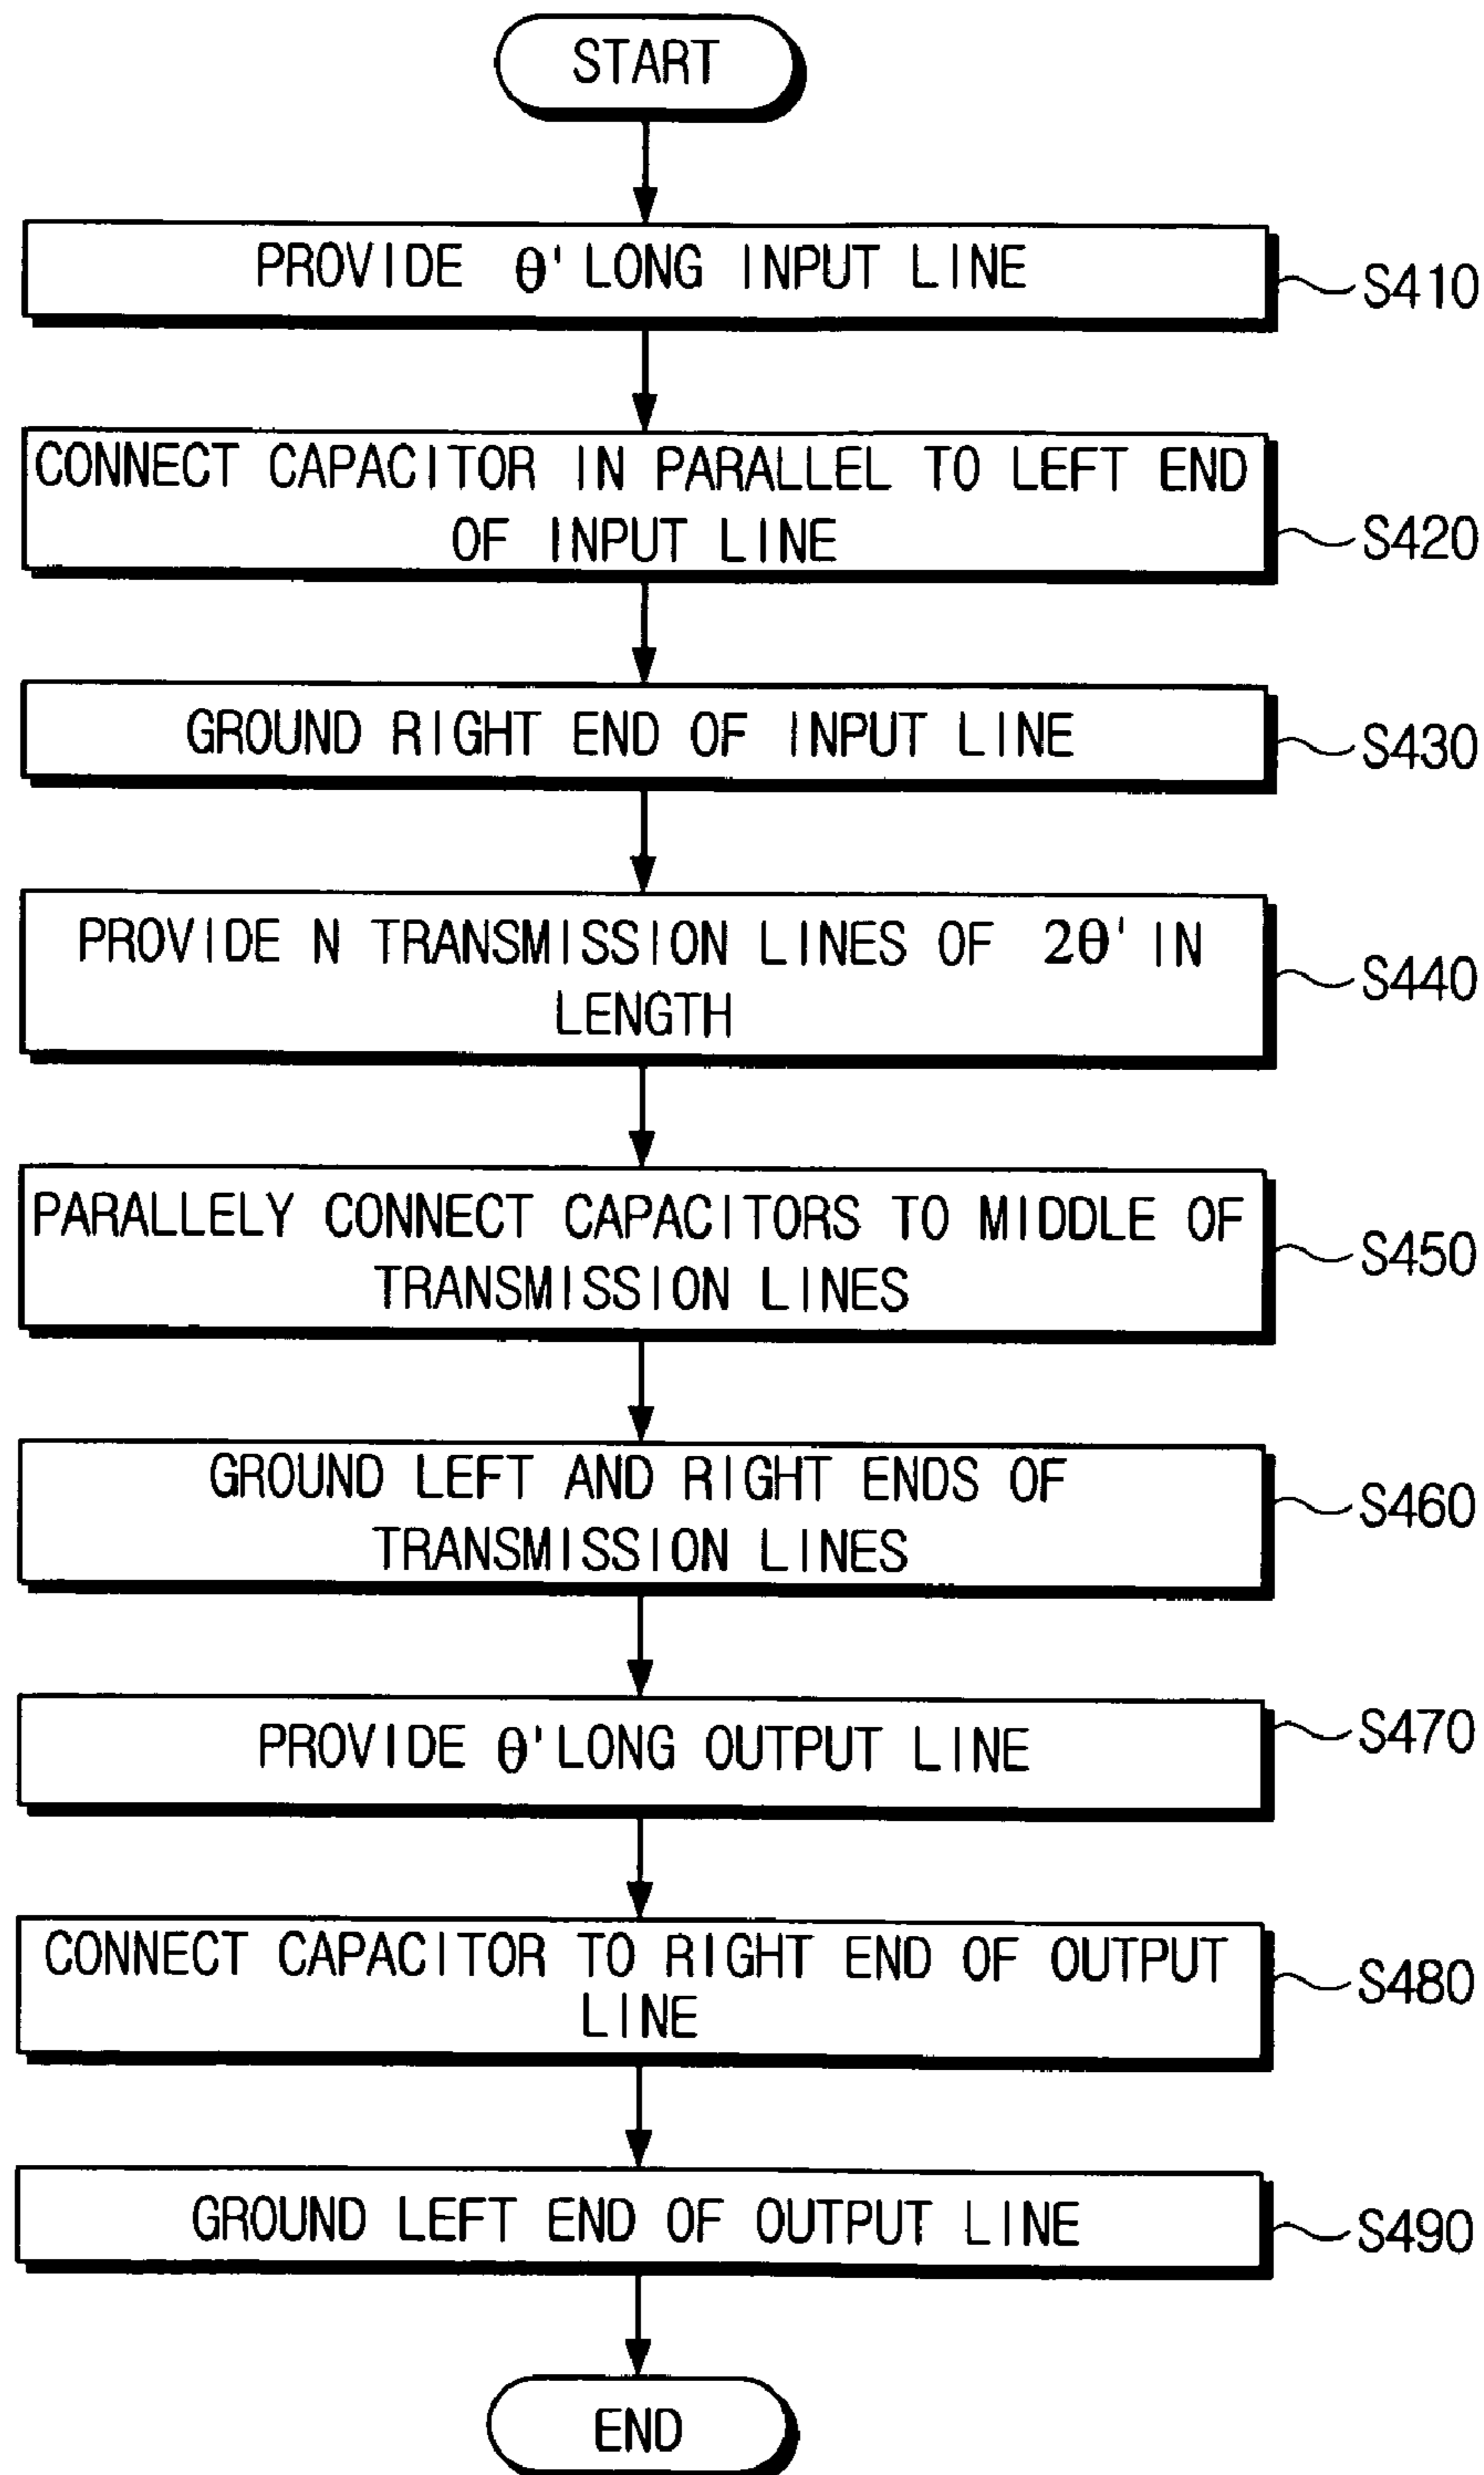 START
PROVIDE θ' LONG INPUT LINE
S410
CONNECT CAPACITOR IN PARALLEL TO LEFT END
OF INPUT LINE
S420
GROUND RIGHT END OF INPUT LINE
S430
PROVIDE N TRANSMISSION LINES OF 2θ' IN
LENGTH
S440
PARALLELY CONNECT CAPACITORS TO MIDDLE OF
TRANSMISSION LINES
S450
GROUND LEFT AND RIGHT ENDS OF
TRANSMISSION LINES
S460
PROVIDE θ' LONG OUTPUT LINE
S470
CONNECT CAPACITOR TO RIGHT END OF OUTPUT
LINE
S480
GROUND LEFT END OF OUTPUT LINE
S490
END